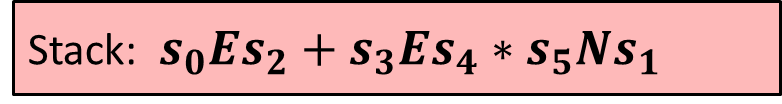 Stack: s₀Es₂ + s₃Es₄ * s₅Ns₁